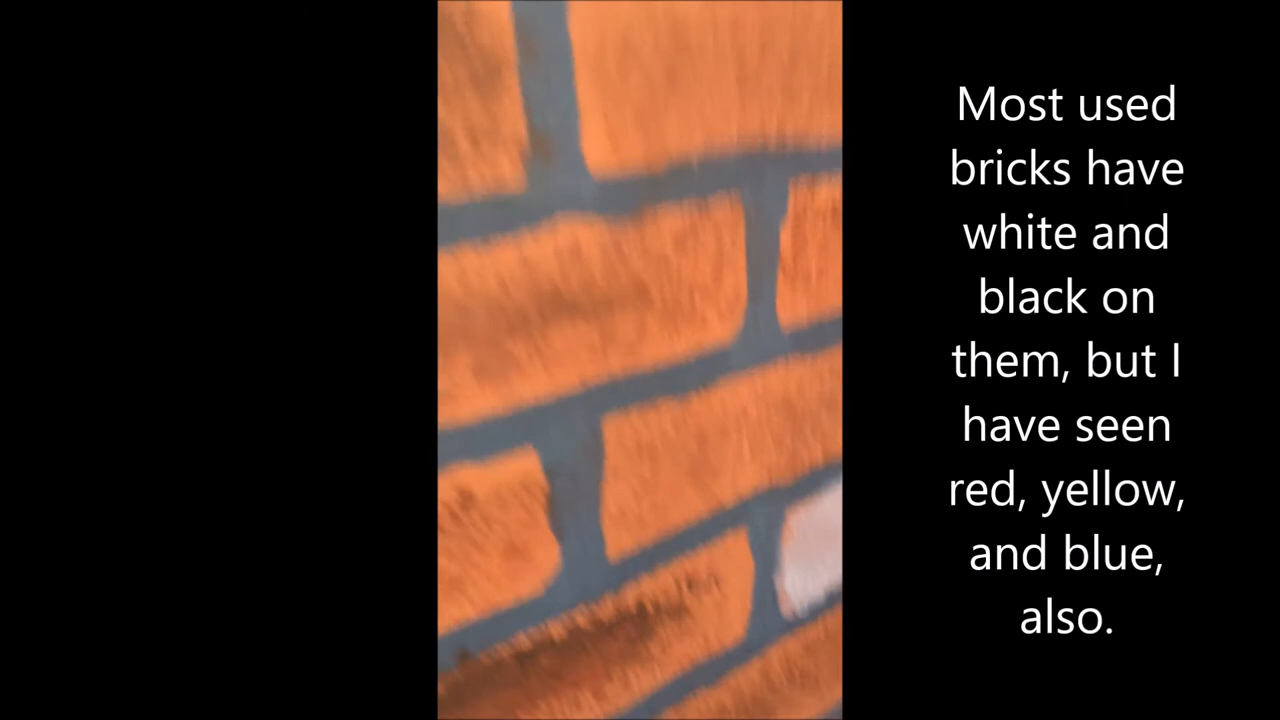 Most used
bricks have
white and
black on
them, but I
have seen
red, yellow,
and blue,
also.